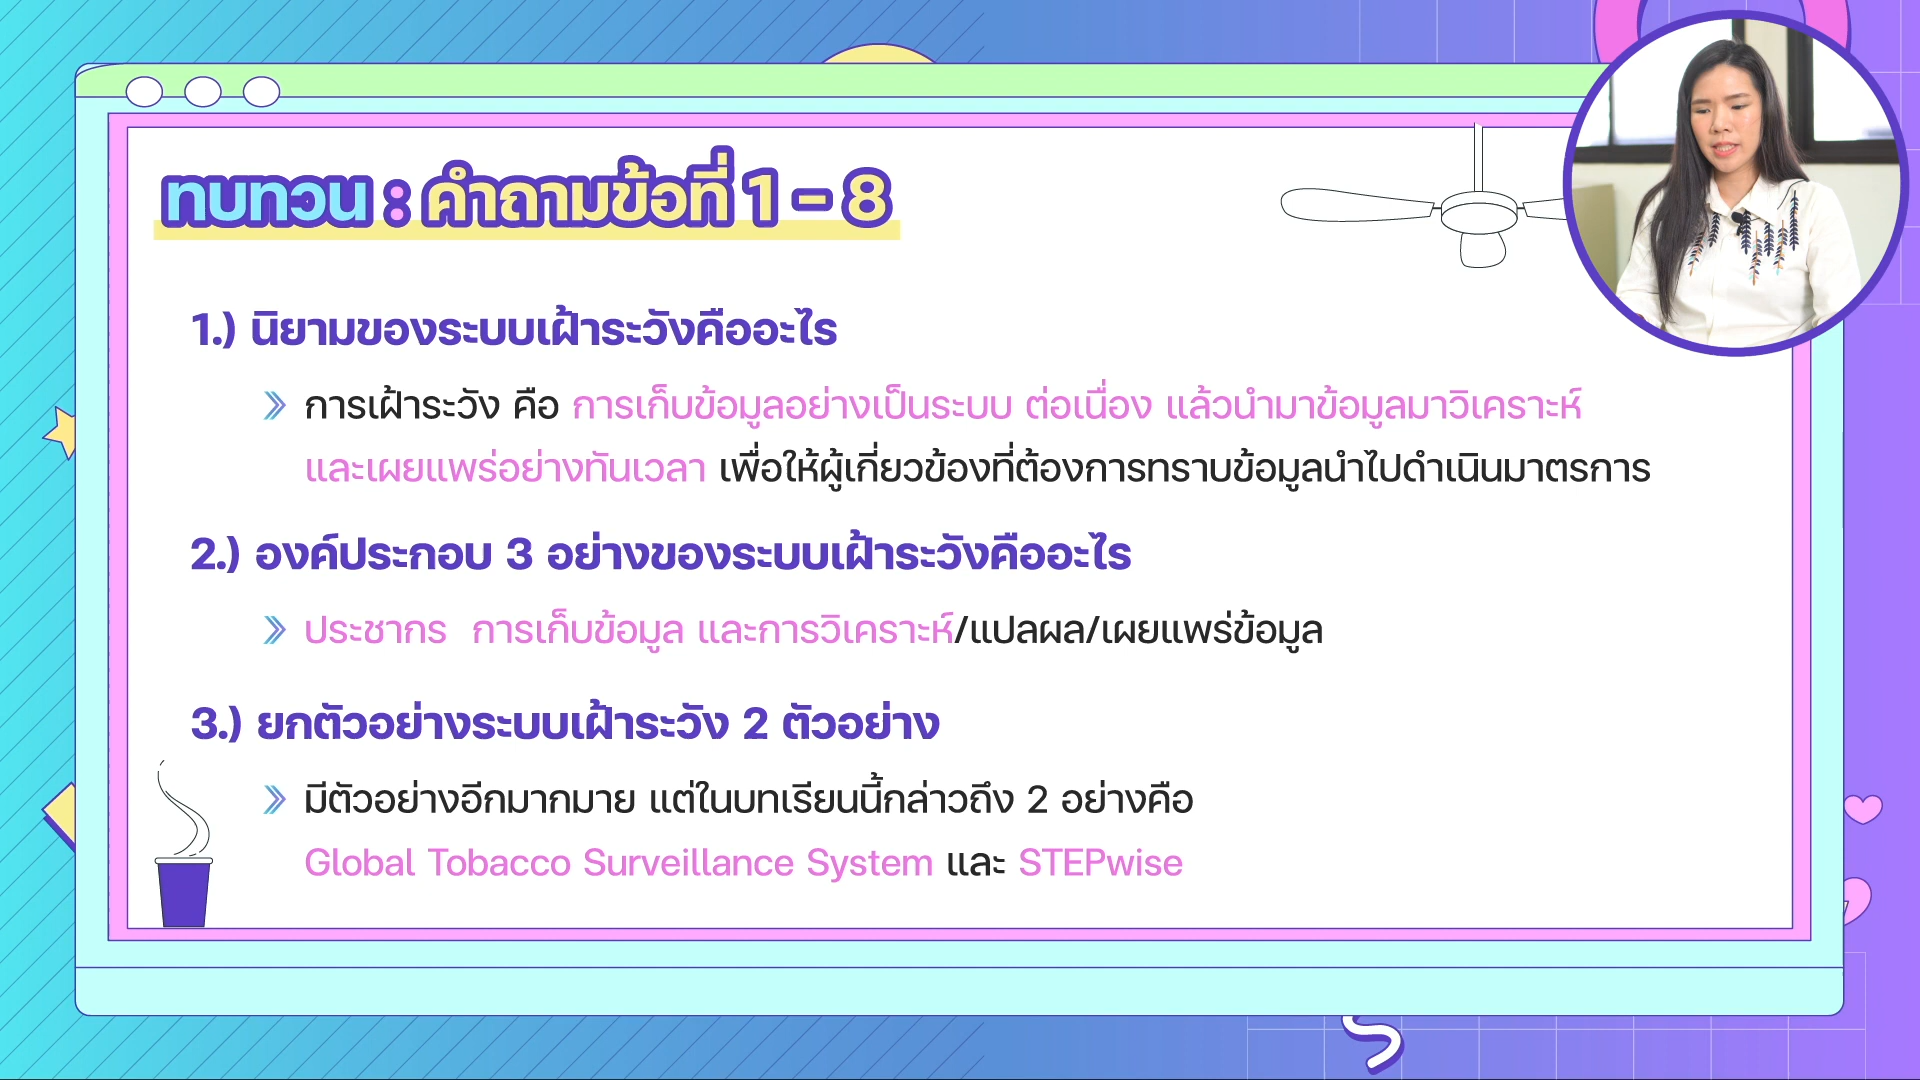 ทบทวน : คำถามข้อที่ 1 - 8
1.) นิยามของระบบเฝ้าระวังคืออะไร
การเฝ้าระวัง คือ การเก็บข้อมูลอย่างเป็นระบบ ต่อเนื่อง แล้วนำมาข้อมูลมาวิเคราะห์
และเผยแพร่อย่างทันเวลา เพื่อให้ผู้เกี่ยวข้องที่ต้องการทราบข้อมูลนำไปดำเนินมาตรการ
2.) องค์ประกอบ 3 อย่างของระบบเฝ้าระวังคืออะไร
ประชากร การเก็บข้อมูล และการวิเคราะห์/แปลผล/เผยแพร่ข้อมูล
3.) ยกตัวอย่างระบบเฝ้าระวัง 2 ตัวอย่าง
มีตัวอย่างอีกมากมาย แต่ในบทเรียนนี้กล่าวถึง 2 อย่างคือ
Global Tobacco Surveillance System และ STEPwise